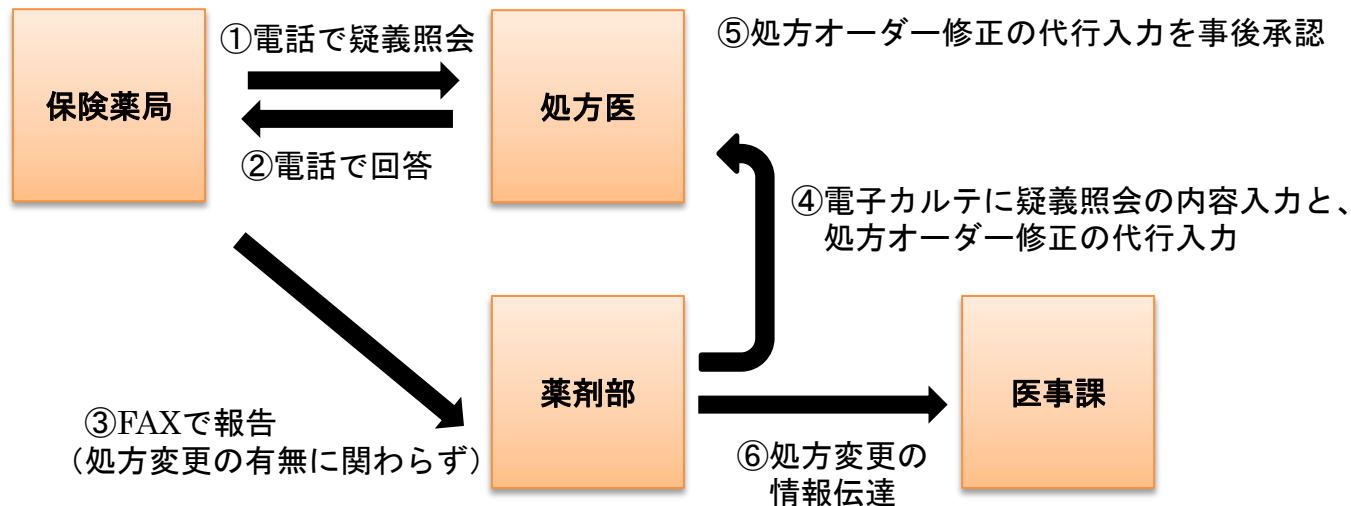 ①電話で疑義照会
⑤処方オーダー修正の代行入力を事後承認
保険薬局
処方医
②電話で回答
④電子カルテに疑義照会の内容入力と、
処方オーダー修正の代行入力
薬剤部
医事課
③FAXで報告
（処方変更の有無に関わらず）
⑥処方変更の
情報伝達